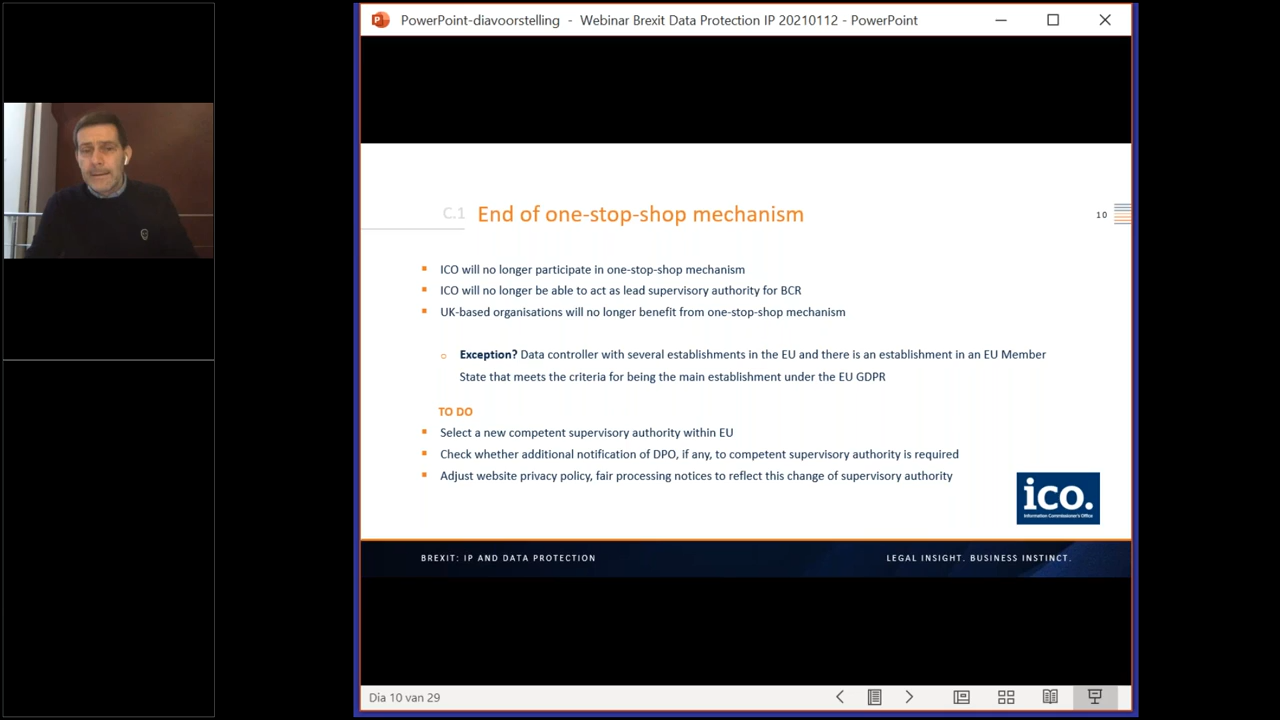 PowerPoint-diavoorstelling - Webinar Brexit Data Protection IP 20210112 - PowerPoint
C.1 End of one-stop-shop mechanism
10
ICO will no longer participate in one-stop-shop mechanism
ICO will no longer be able to act as lead supervisory authority for BCR
UK-based organisations will no longer benefit from one-stop-shop mechanism
Exception? Data controller with several establishments in the EU and there is an establishment in an EU Member
State that meets the criteria for being the main establishment under the EU GDPR
TO DO
Select a new competent supervisory authority within EU
Check whether additional notification of DPO, if any, to competent supervisory authority is required
Adjust website privacy policy, fair processing notices to reflect this change of supervisory authority
ico.
Information Commissioner's Office
BREXIT: IP AND DATA PROTECTION
LEGAL INSIGHT. BUSINESS INSTINCT.
Dia 10 van 29